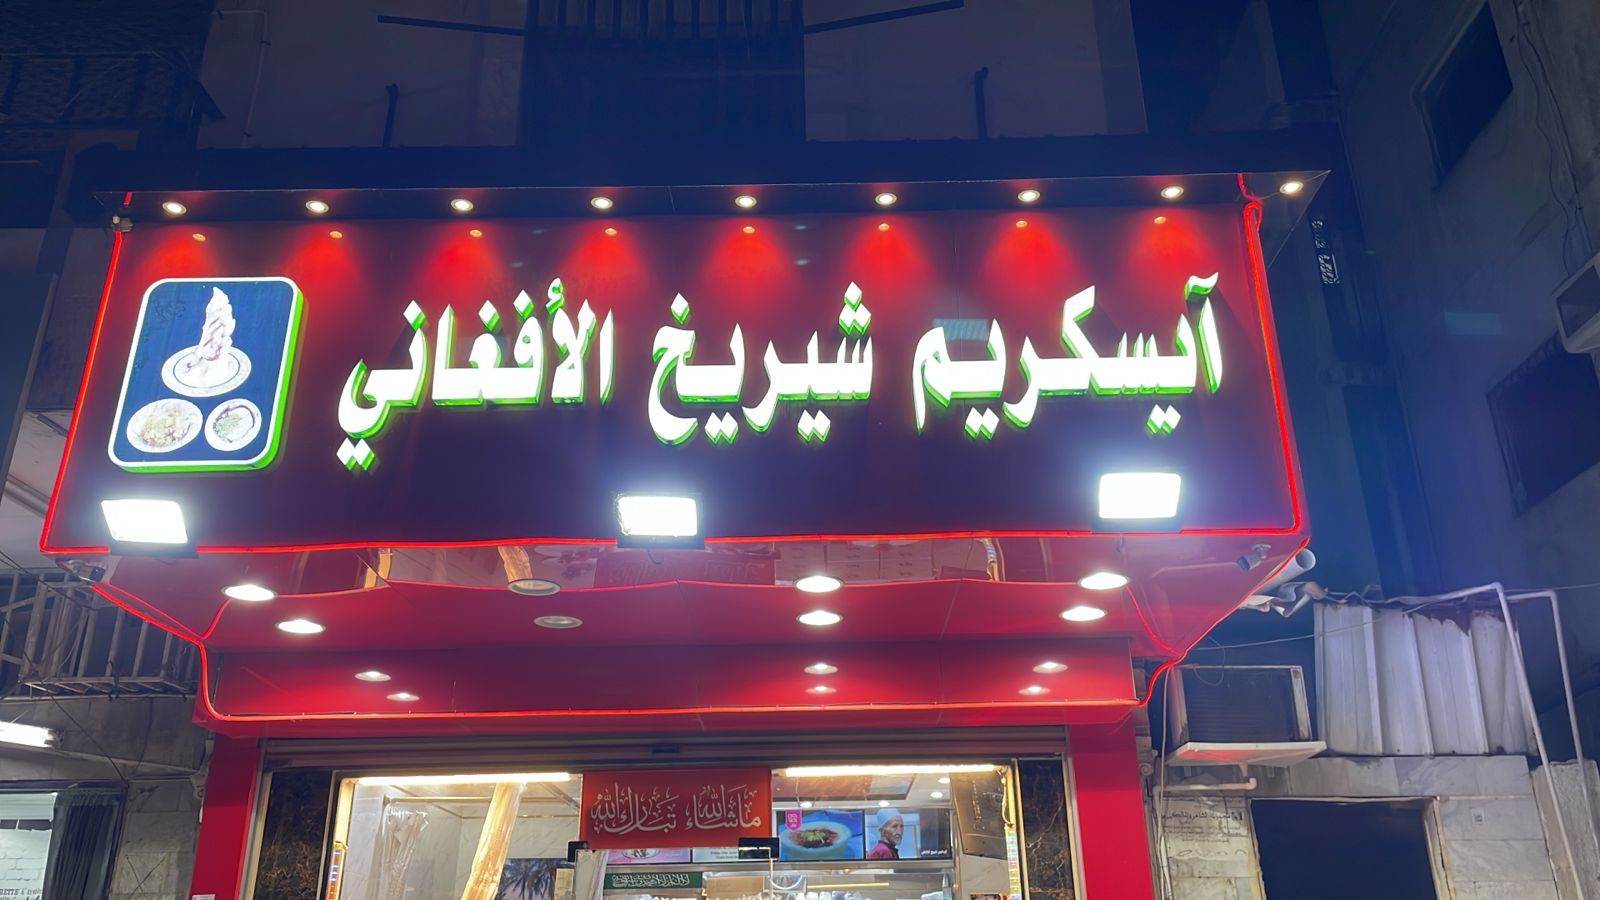 آيسكريم شيريخ الأفغاني
ماشاء الله تبارك الله